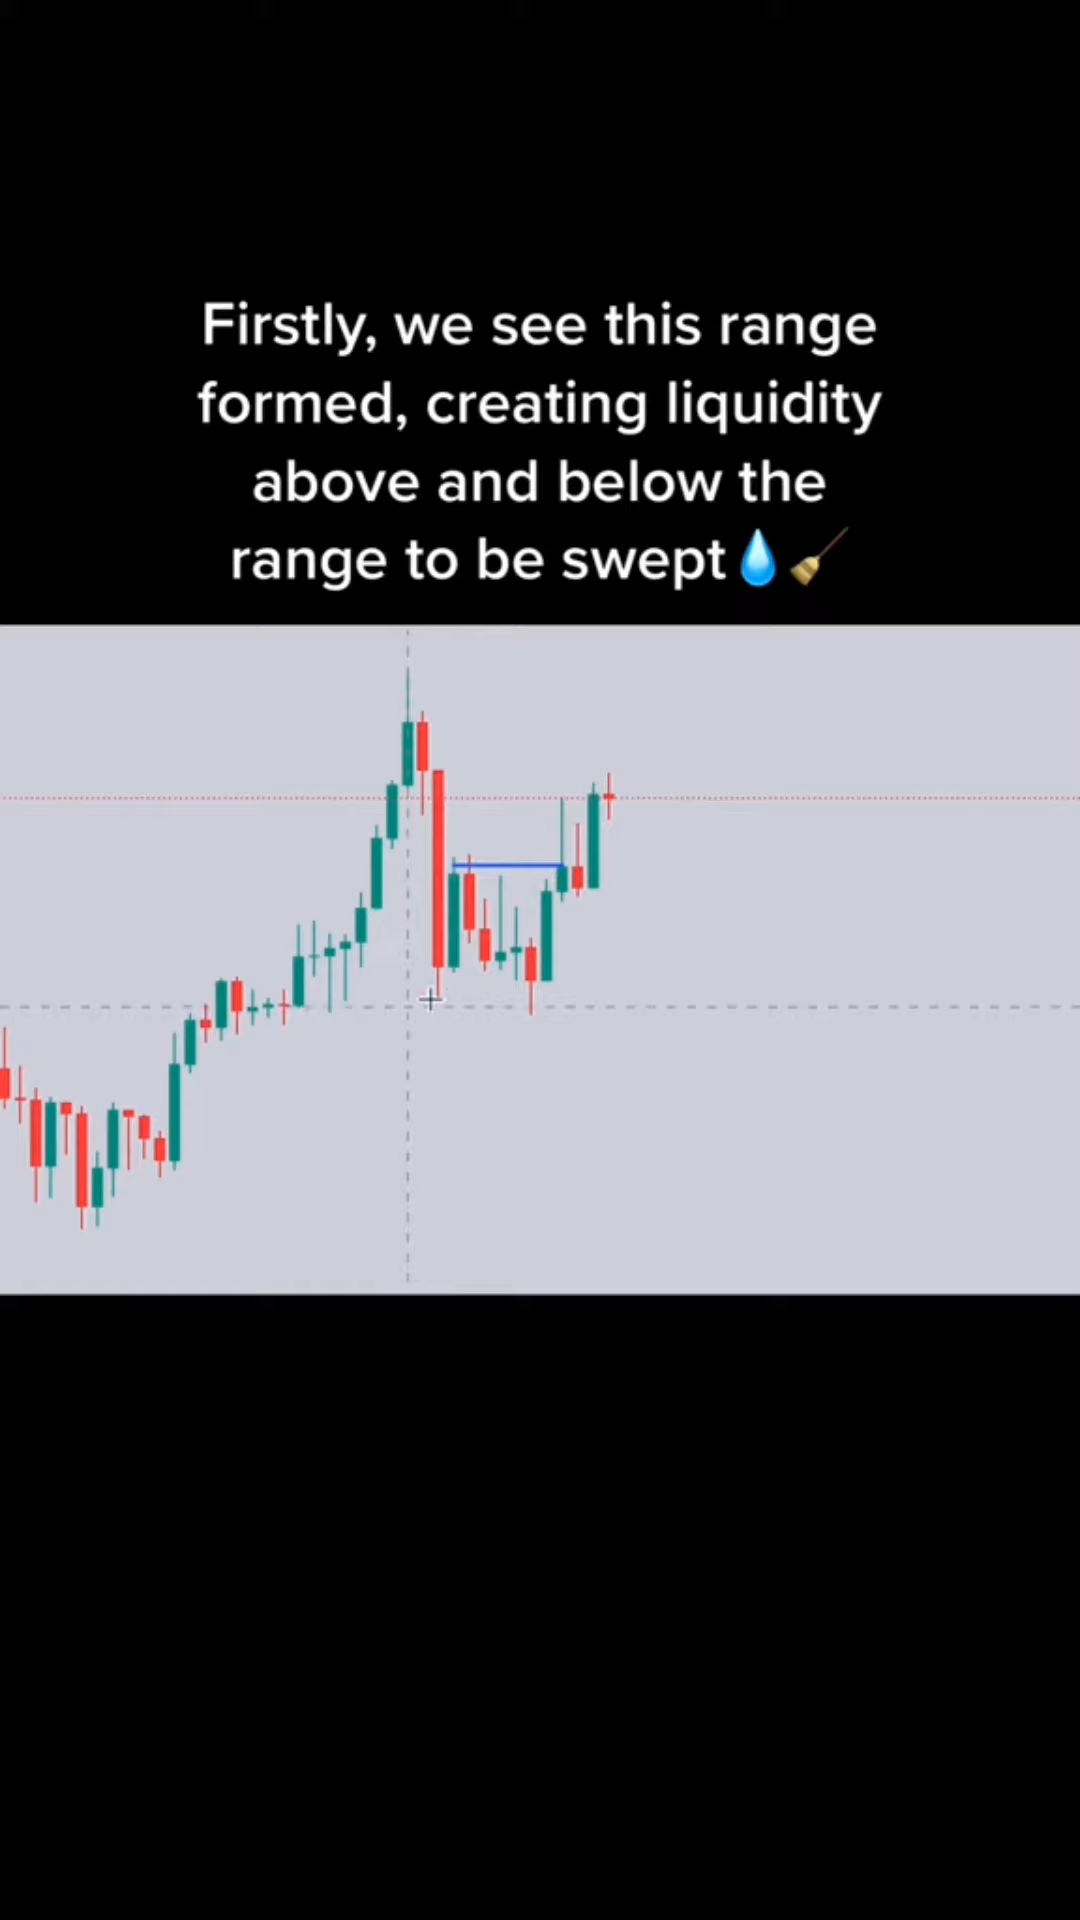 Firstly, we see this range
formed, creating liquidity
above and below the
range to be swept💧🧹